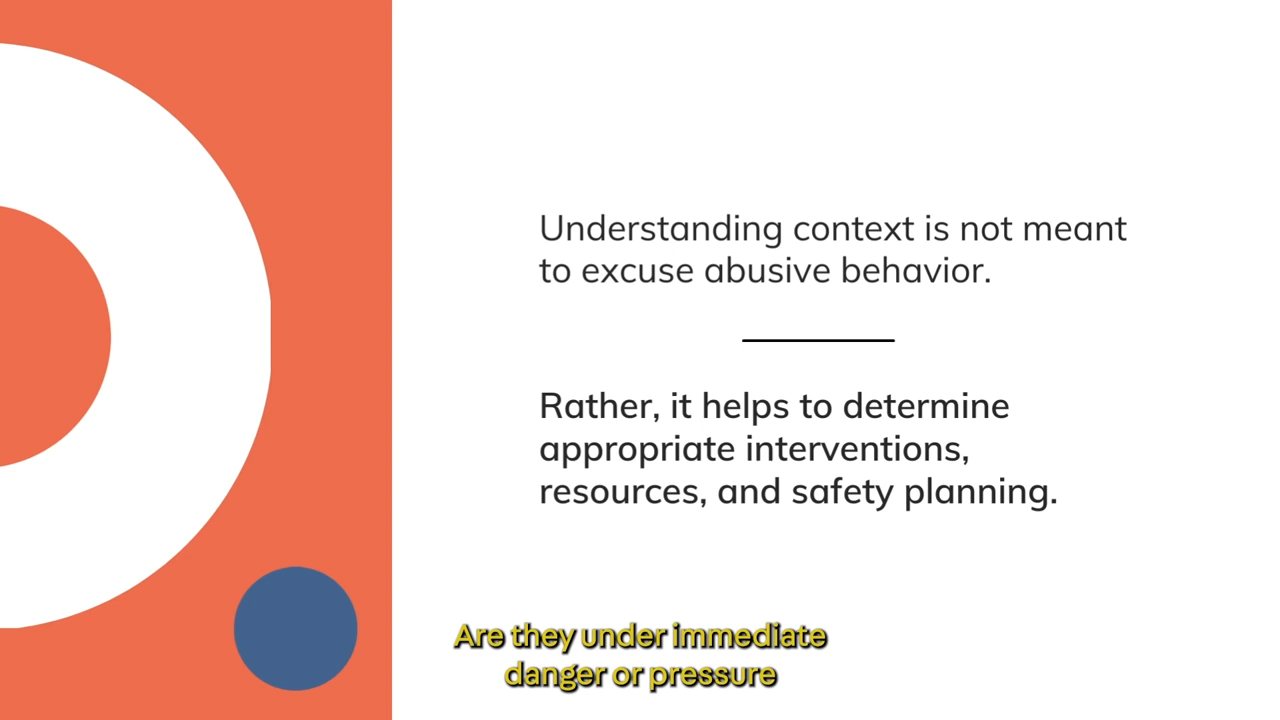 Understanding context is not meant
to excuse abusive behavior.
Rather, it helps to determine
appropriate interventions,
resources, and safety planning.
Are they under immediate
danger or pressure